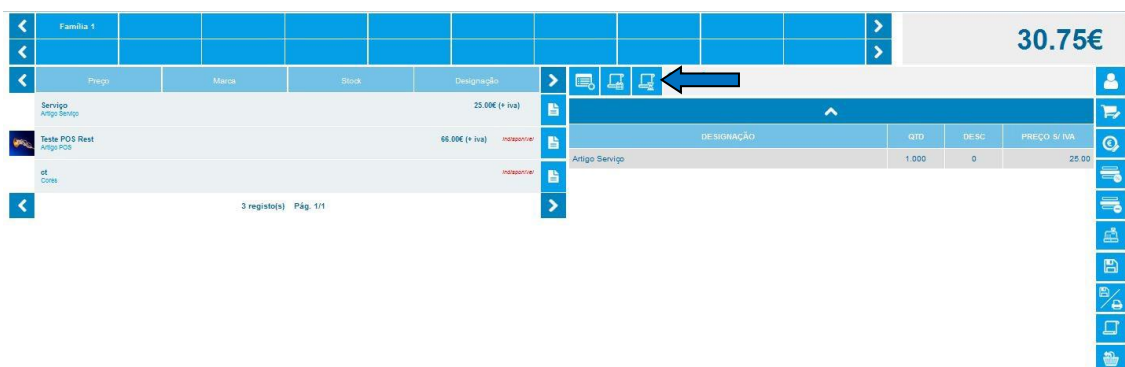 Família 1
30.75€
Preço Marca Stock Designação
Serviço 25.00€ (+ iva)
Artigo Serviço
Teste POS Rest 66.00€ (+ iva) Indisponível
Artigo POS
ct Indisponível
Cores
3 registo(s) Pág. 1/1
DESIGNAÇÃO QTD DESC PREÇO S/ IVA
Artigo Serviço 1.000 0 25.00